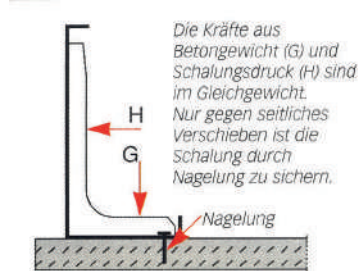 Die Kräfte aus
Betongewicht (G) und
Schalungsdruck (H) sind
im Gleichgewicht.
Nur gegen seitliches
Verschieben ist die
Schalung durch
Nagelung zu sichern.
H
G
Nagelung